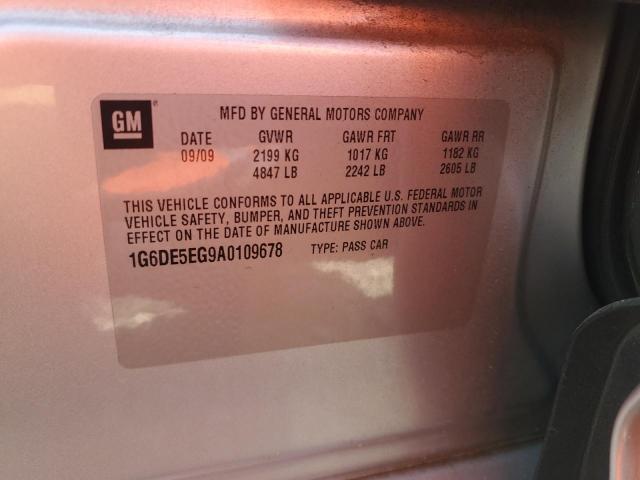 GM
MFD BY GENERAL MOTORS COMPANY
DATE GVWR GAWR FRT GAWR RR
09/09 2199 KG 1017 KG 1182 KG
4847 LB 2242 LB 2605 LB
THIS VEHICLE CONFORMS TO ALL APPLICABLE U.S. FEDERAL MOTOR
VEHICLE SAFETY, BUMPER, AND THEFT PREVENTION STANDARDS IN
EFFECT ON THE DATE OF MANUFACTURE SHOWN ABOVE.
1G6DE5EG9A0109678 TYPE: PASS CAR